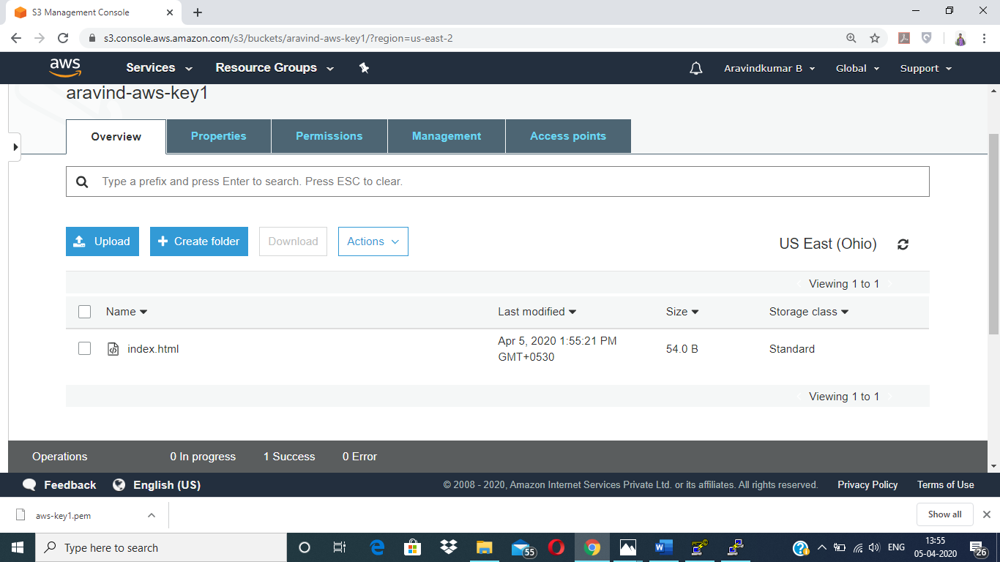 S3 Management Console
s3.console.aws.amazon.com/s3/buckets/aravind-aws-key1/?region=us-east-2
aws
Services
Resource Groups
Aravindkumar B
Global
Support
aravind-aws-key1
Overview
Properties
Permissions
Management
Access points
Type a prefix and press Enter to search. Press ESC to clear.
Upload
Create folder
Download
Actions
US East (Ohio)
Viewing 1 to 1
Name
Last modified
Size
Storage class
index.html
Apr 5, 2020 1:55:21 PM
GMT+0530
54.0 B
Standard
Viewing 1 to 1
Operations
0 In progress
1 Success
0 Error
Feedback
English (US)
© 2008 - 2020, Amazon Internet Services Private Ltd. or its affiliates. All rights reserved.
Privacy Policy
Terms of Use
aws-key1.pem
Show all
Type here to search
55
ENG
13:55
05-04-2020
26